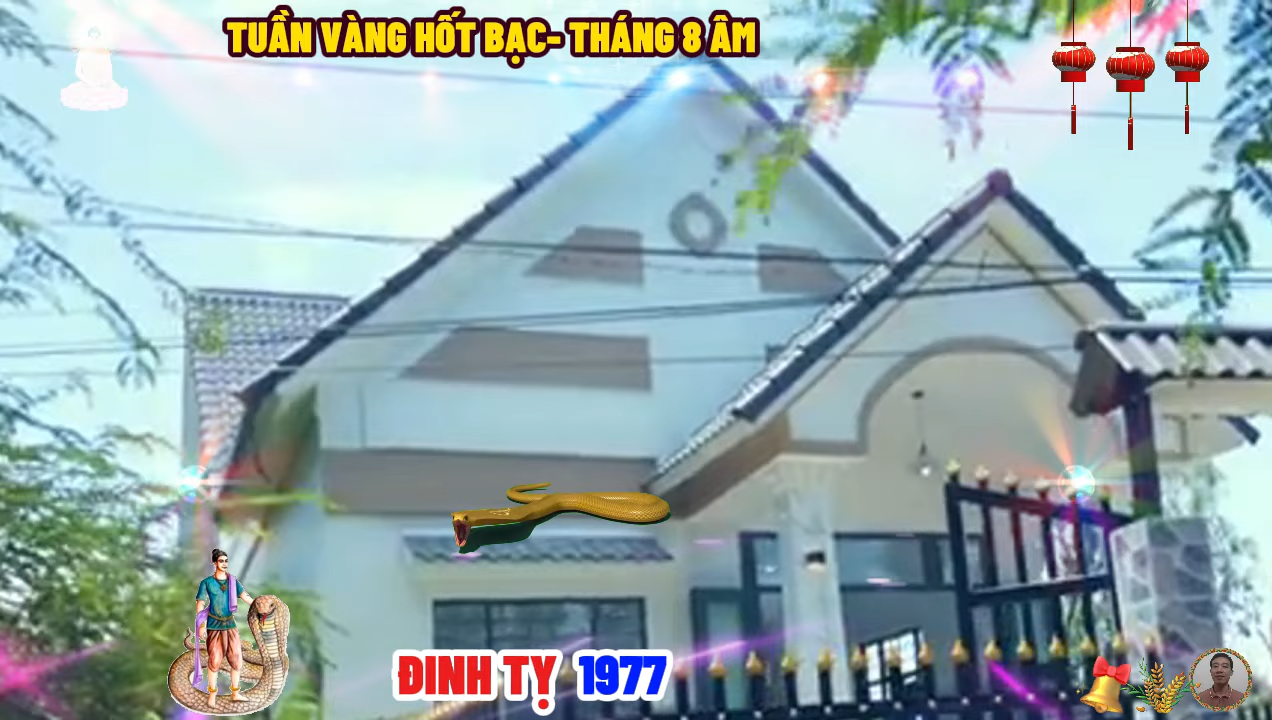 TUẦN VÀNG HỐT BẠC- THÁNG 8 ÂM
ĐINH TỴ 1977